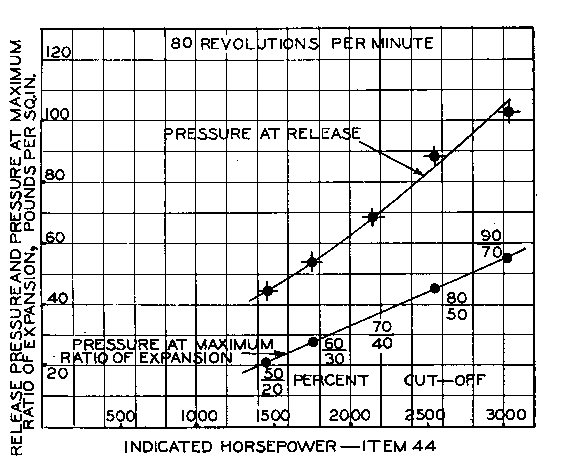 80 REVOLUTIONS PER MINUTE
RELEASE PRESSURE AND PRESSURE AT MAXIMUM
RATIO OF EXPANSION, POUNDS PER SQ.IN.
120
100
80
60
40
20
PRESSURE AT RELEASE
90
70
80
50
70
40
60
30
50
20
PRESSURE AT MAXIMUM
RATIO OF EXPANSION
PERCENT CUT-OFF
500 1000 1500 2000 2500 3000
INDICATED HORSEPOWER—ITEM 44